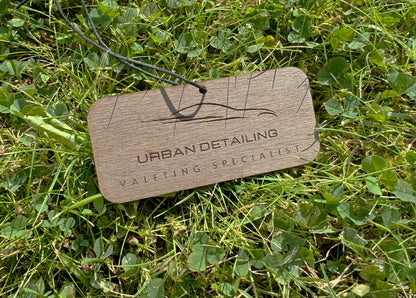 URBAN DETAILING
VALETING SPECIALIST